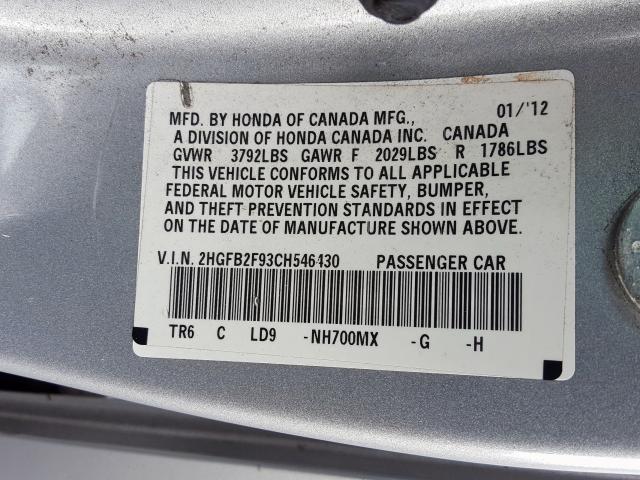 MFD. BY HONDA OF CANADA MFG., 01/'12
A DIVISION OF HONDA CANADA INC. CANADA
GVWR 3792LBS GAWR F 2029LBS R 1786LBS
THIS VEHICLE CONFORMS TO ALL APPLICABLE
FEDERAL MOTOR VEHICLE SAFETY, BUMPER,
AND THEFT PREVENTION STANDARDS IN EFFECT
ON THE DATE OF MANUFACTURE SHOWN ABOVE.
V.I.N. 2HGFB2F93CH546430 PASSENGER CAR
TR6 C LD9 -NH700MX -G -H